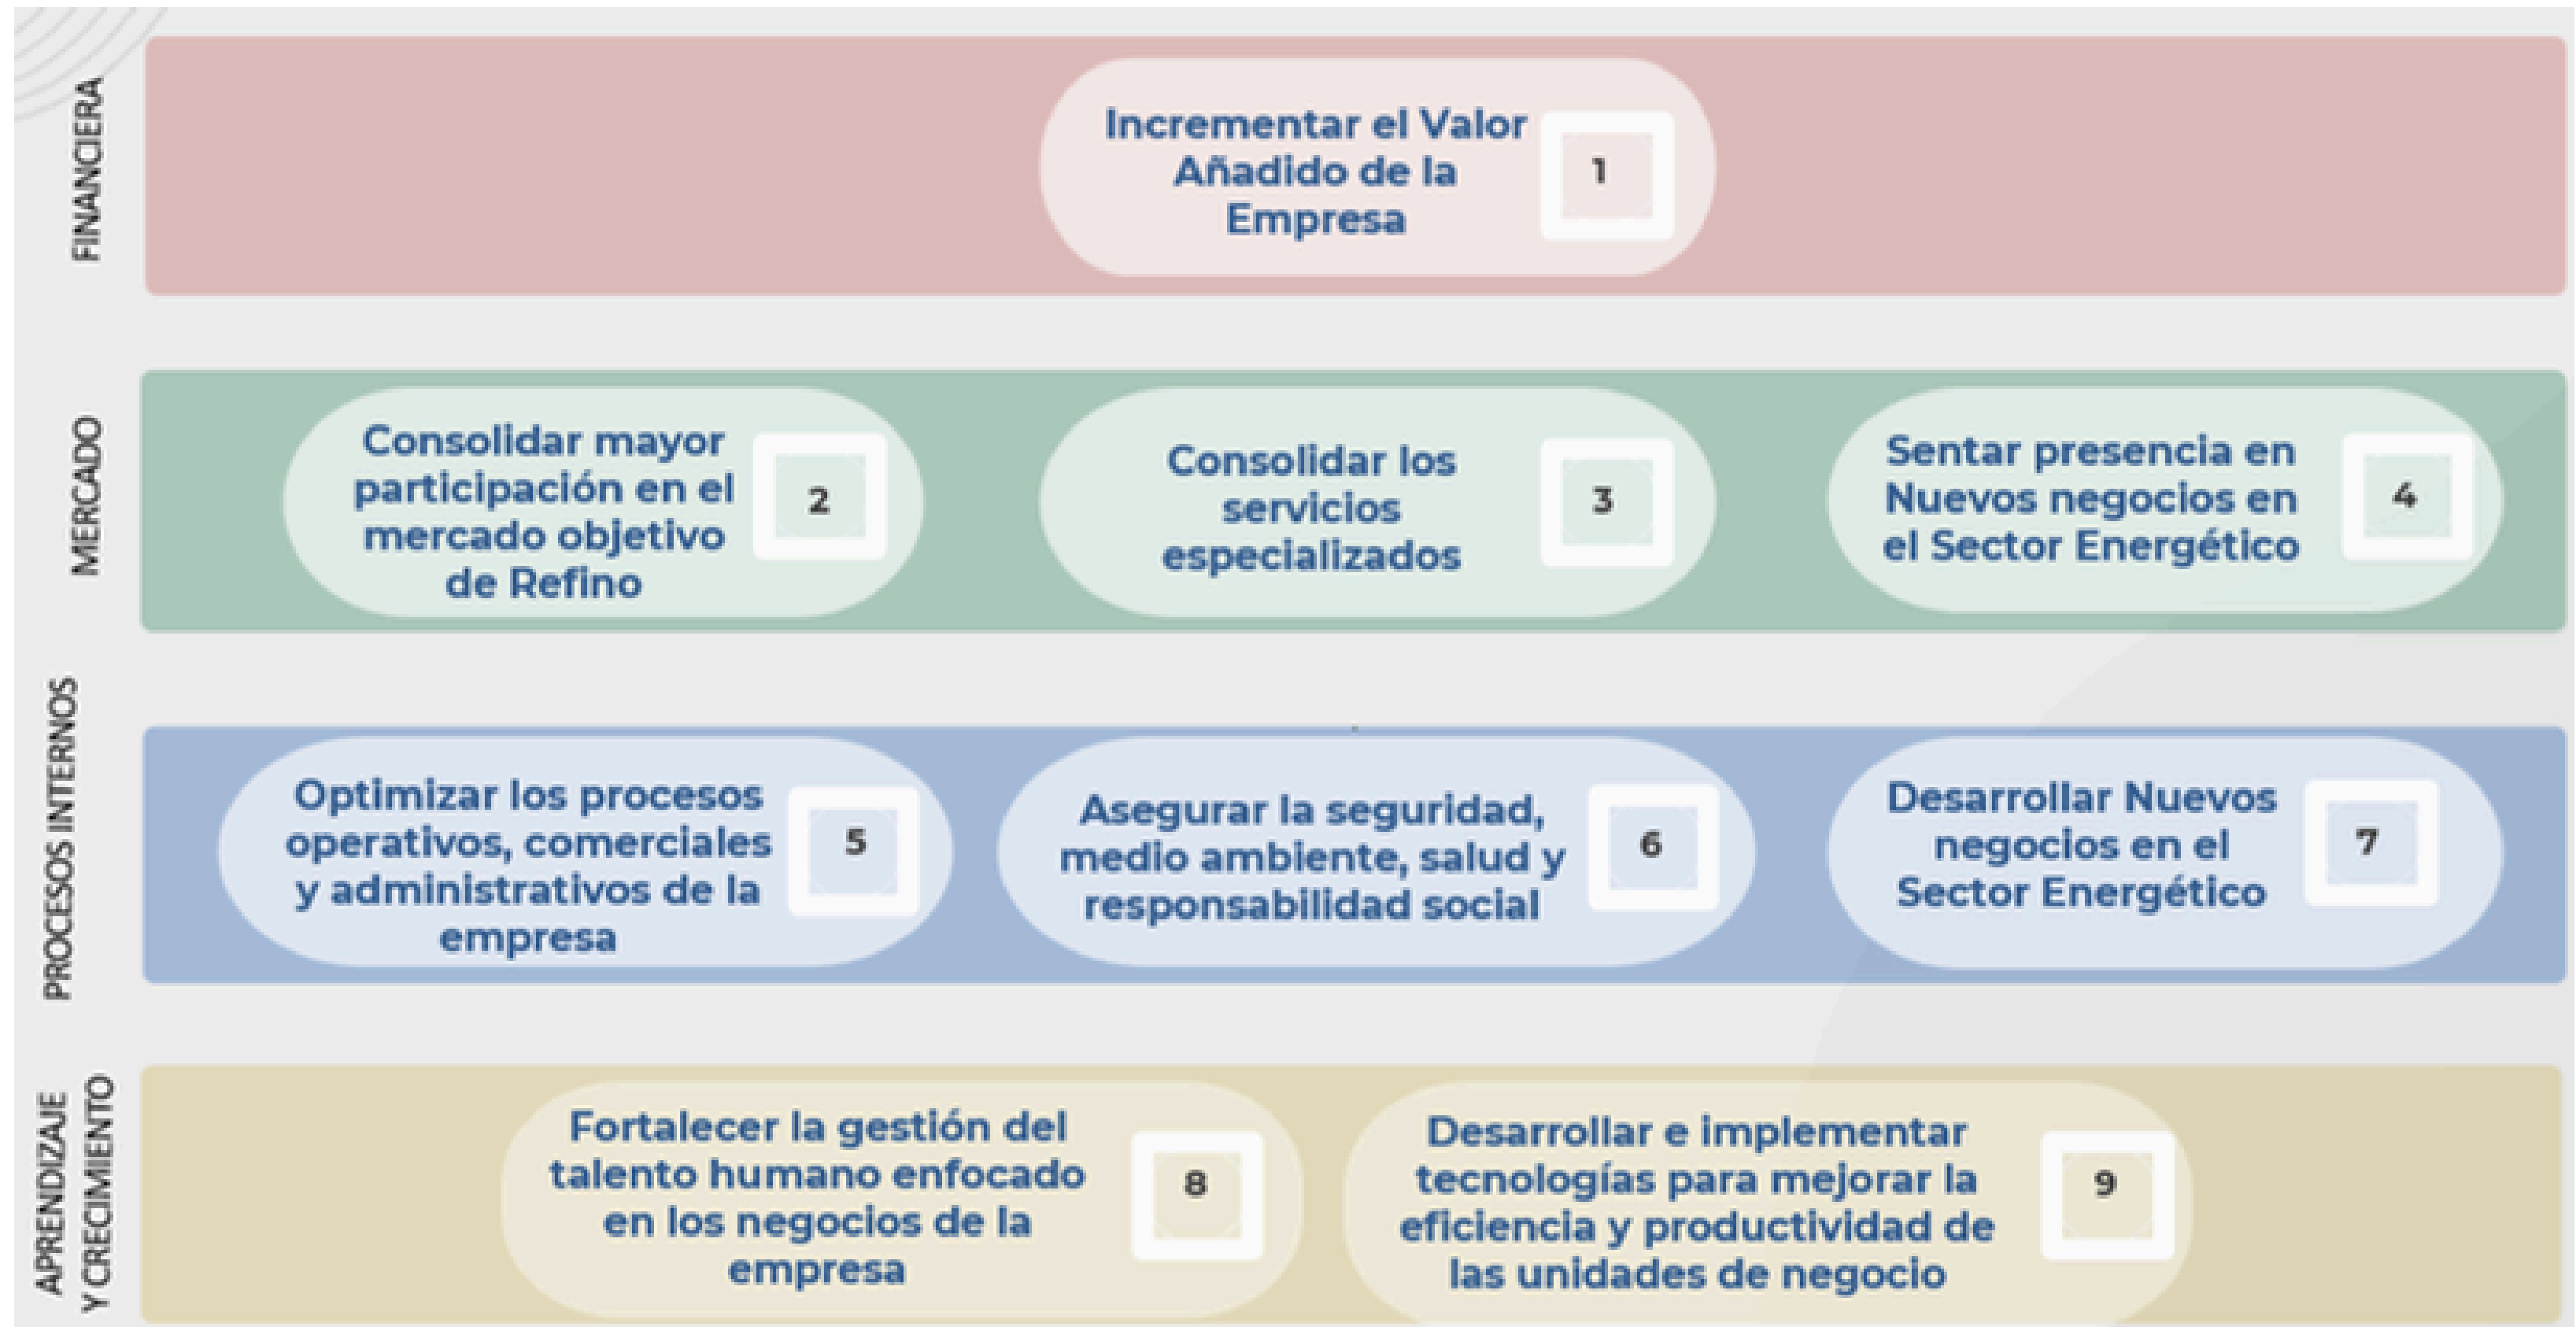 FINANCIERA
Incrementar el Valor
Añadido de la
Empresa
1
MERCADO
Consolidar mayor
participación en el
mercado objetivo
de Refino
2
Consolidar los
servicios
especializados
3
Sentar presencia en
Nuevos negocios en
el Sector Energético
4
PROCESOS INTERNOS
Optimizar los procesos
operativos, comerciales
y administrativos de la
empresa
5
Asegurar la seguridad,
medio ambiente, salud y
responsabilidad social
6
Desarrollar Nuevos
negocios en el
Sector Energético
7
APRENDIZAJE
Y CRECIMIENTO
Fortalecer la gestión del
talento humano enfocado
en los negocios de la
empresa
8
Desarrollar e implementar
tecnologías para mejorar la
eficiencia y productividad de
las unidades de negocio
9